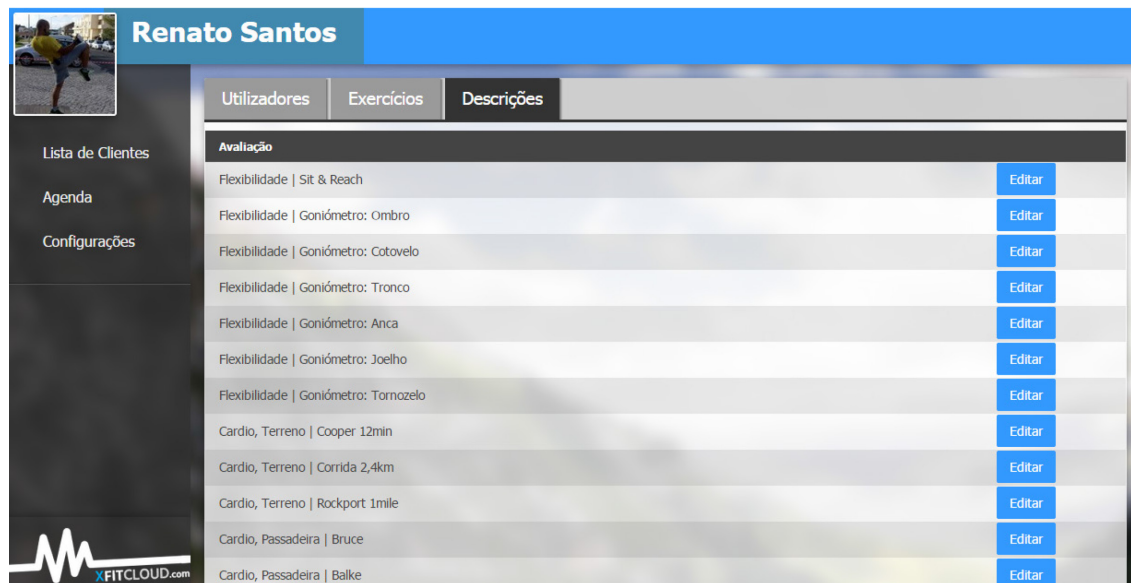 Renato Santos
Utilizadores Exercícios Descrições
Lista de Clientes
Agenda
Configurações
Avaliação
Flexibilidade | Sit & Reach Editar
Flexibilidade | Goniómetro: Ombro Editar
Flexibilidade | Goniómetro: Cotovelo Editar
Flexibilidade | Goniómetro: Tronco Editar
Flexibilidade | Goniómetro: Anca Editar
Flexibilidade | Goniómetro: Joelho Editar
Flexibilidade | Goniómetro: Tornozelo Editar
Cardio, Terreno | Cooper 12min Editar
Cardio, Terreno | Corrida 2,4km Editar
Cardio, Terreno | Rockport 1mile Editar
Cardio, Passadeira | Bruce Editar
Cardio, Passadeira | Balke Editar
XFITCLOUD.com